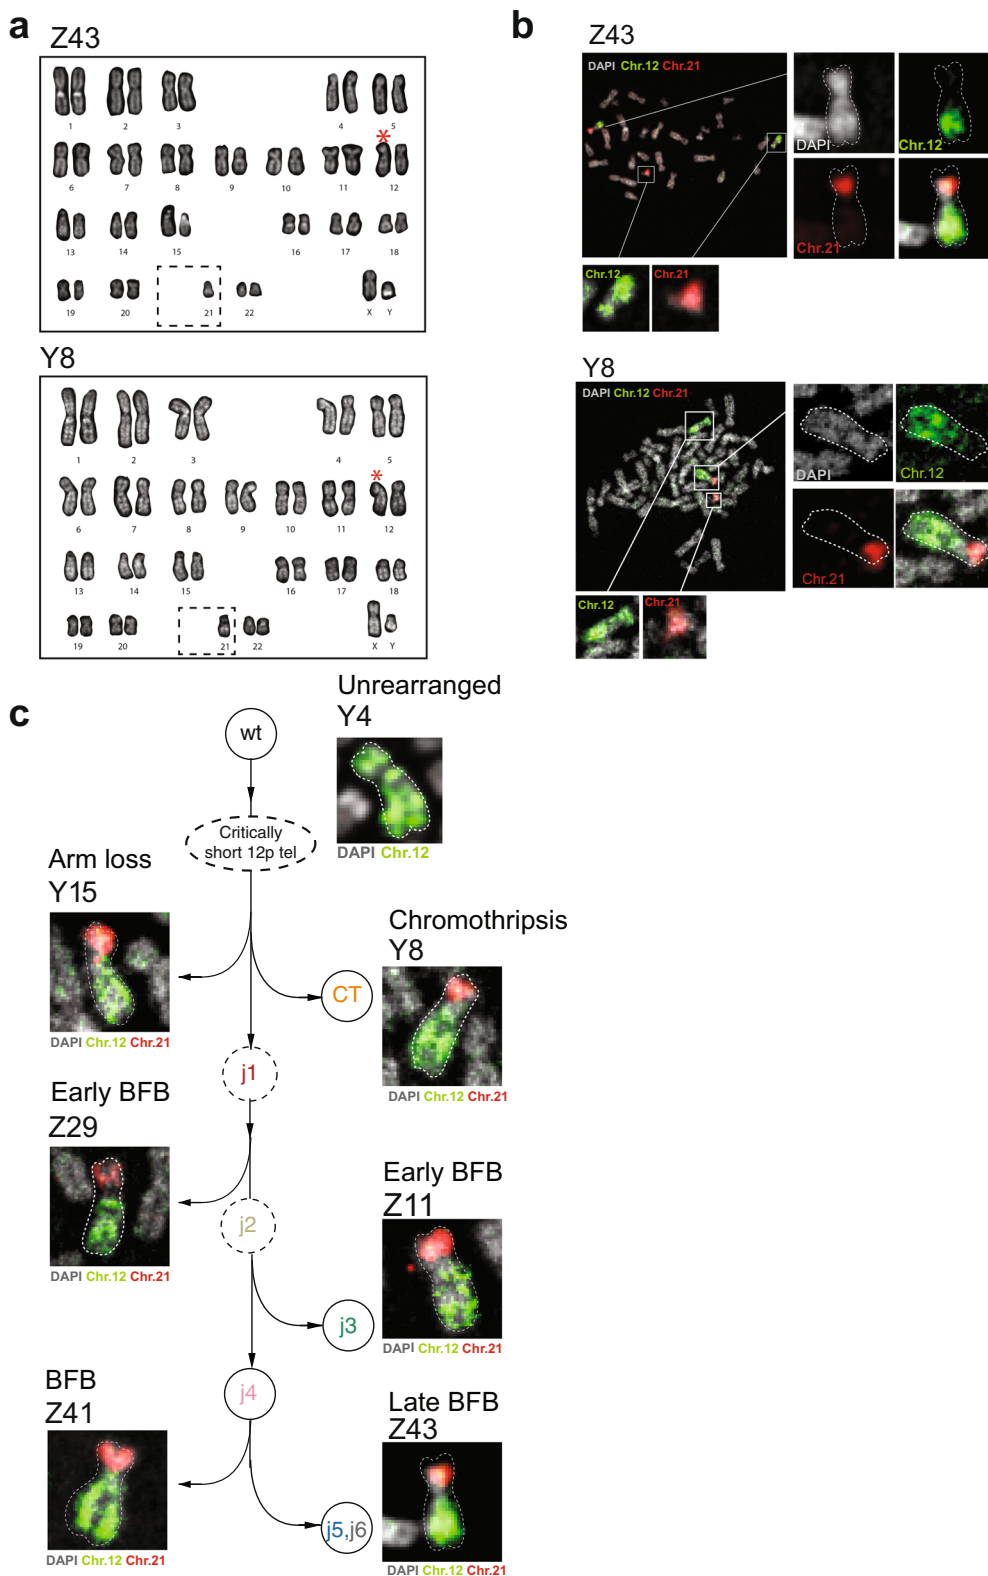 a
Z43
1 2 3 4 5
*
6 7 8 9 10 11 12
13 14 15 16 17 18
19 20 21 22 X Y
Y8
1 2 3 4 5
*
6 7 8 9 10 11 12
13 14 15 16 17 18
19 20 21 22 X Y
b
Z43
DAPI Chr.12 Chr.21
DAPI
Chr.12
Chr.21
Chr.12
Chr.21
Y8
DAPI Chr.12 Chr.21
DAPI
Chr.12
Chr.21
Chr.12
Chr.21
c
wt
Unrearranged
Y4
DAPI Chr.12
Critically
short 12p tel
Arm loss
Y15
DAPI Chr.12 Chr.21
Chromothripsis
Y8
CT
DAPI Chr.12 Chr.21
j1
Early BFB
Z29
DAPI Chr.12 Chr.21
j2
Early BFB
Z11
j3
DAPI Chr.12 Chr.21
j4
BFB
Z41
DAPI Chr.12 Chr.21
Late BFB
Z43
j5,j6
DAPI Chr.12 Chr.21